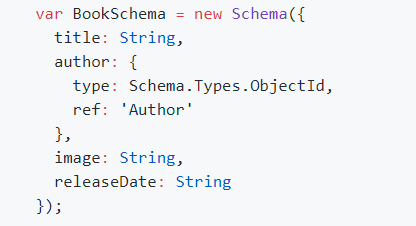 var BookSchema = new Schema({
  title: String,
  author: {
    type: Schema.Types.ObjectId,
    ref: 'Author'
  },
  image: String,
  releaseDate: String
});